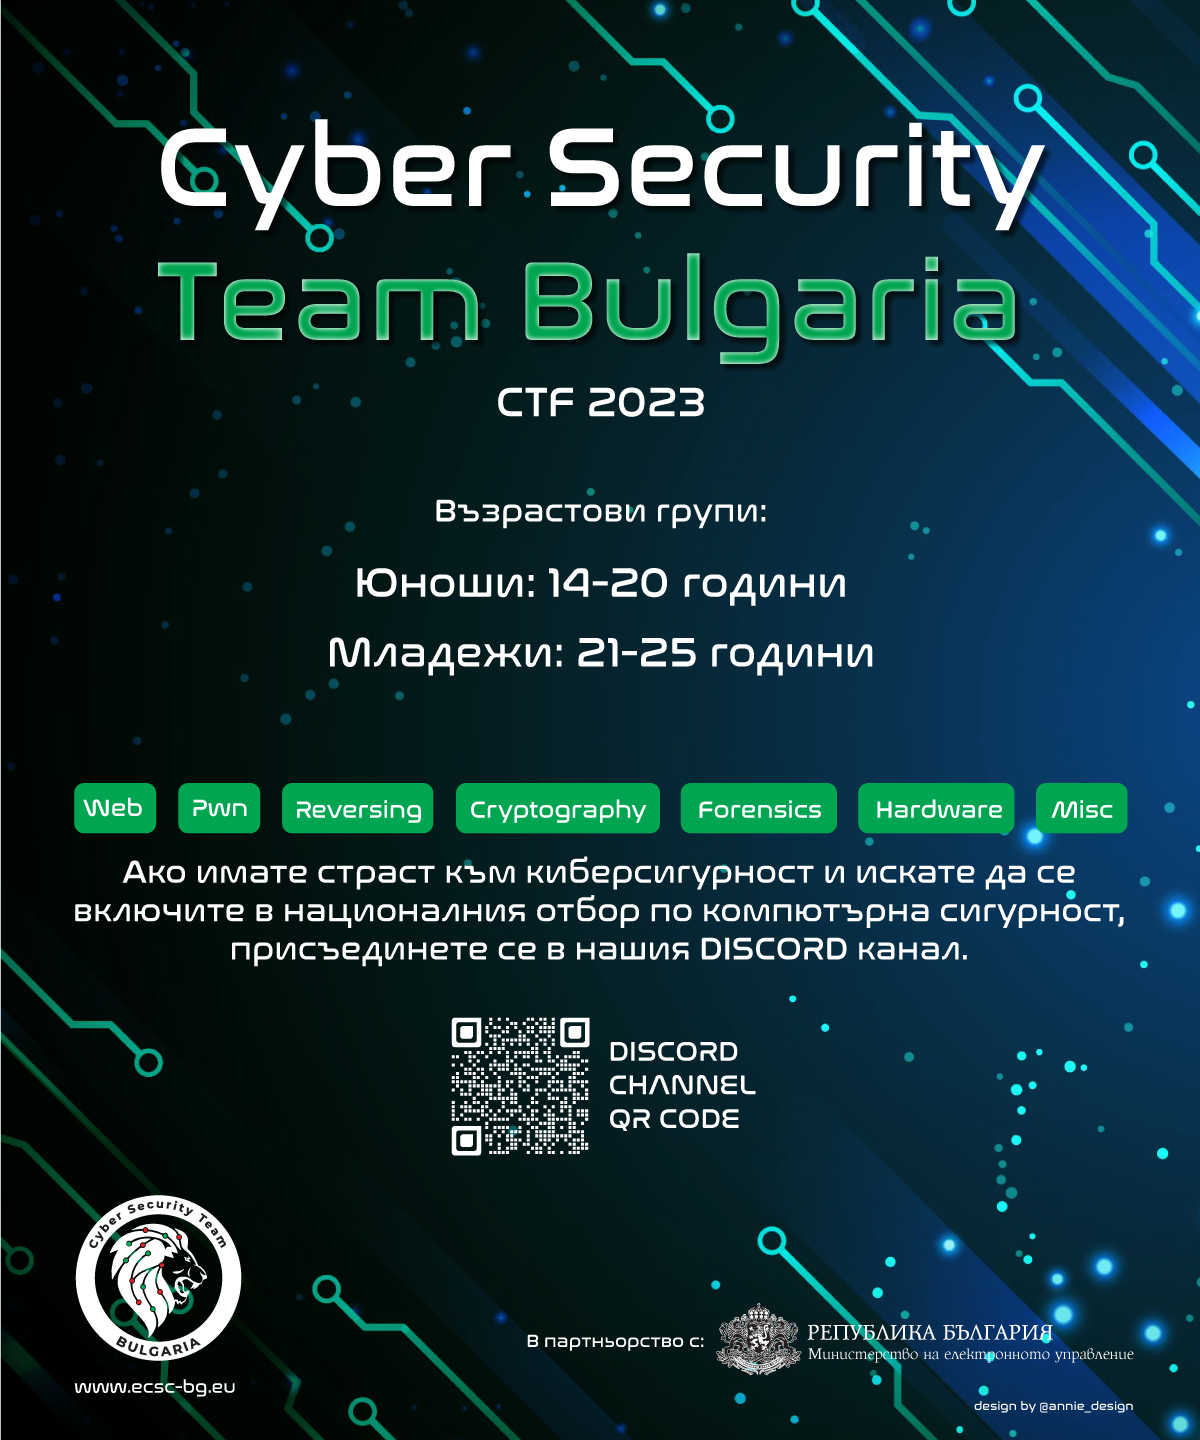 Cyber Security
Team Bulgaria
CTF 2023
Възрастови групи:
Юноши: 14-20 години
Младежи: 21-25 години
Web Pwn Reversing Cryptography Forensics Hardware Misc
Ако имате страст към киберсигурност и искате да се
включите в националния отбор по компютърна сигурност,
присъединете се в нашия DISCORD канал.
DISCORD
CHANNEL
QR CODE
Cyber Security Team
BULGARIA
www.ecsc-bg.eu
В партньорство с:
РЕПУБЛИКА БЪЛГАРИЯ
Министерство на електронното управление
design by @annie_design